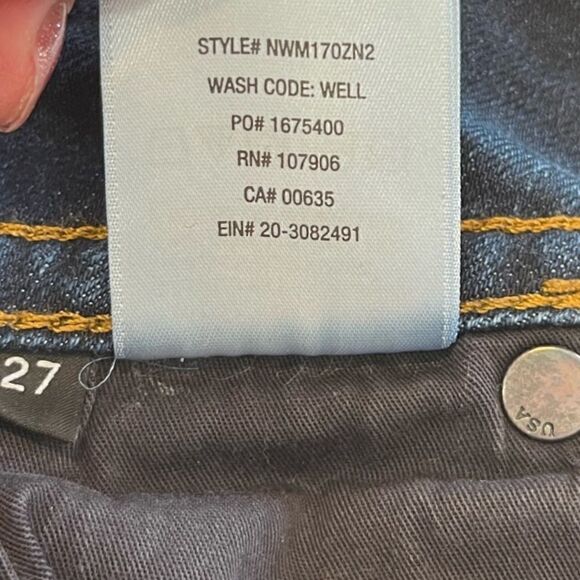 STYLE# NWM170ZN2
WASH CODE: WELL
PO# 1675400
RN# 107906
CA# 00635
EIN# 20-3082491
27
USA